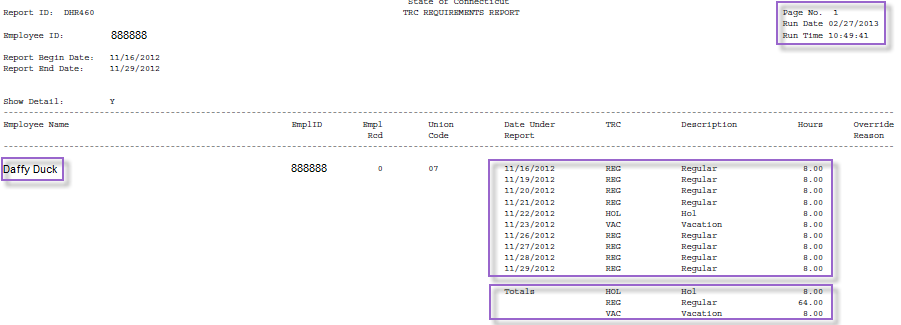 State of Connecticut
Report ID: DHR460 TRC REQUIREMENTS REPORT Page No. 1
Run Date 02/27/2013
Employee ID: 888888 Run Time 10:49:41
Report Begin Date: 11/16/2012
Report End Date: 11/29/2012
Show Detail: Y
Employee Name EmplID Empl Union Date Under TRC Description Hours Override
Rcd Code Report Reason
Daffy Duck 888888 0 07 11/16/2012 REG Regular 8.00
11/19/2012 REG Regular 8.00
11/20/2012 REG Regular 8.00
11/21/2012 REG Regular 8.00
11/22/2012 HOL Hol 8.00
11/23/2012 VAC Vacation 8.00
11/26/2012 REG Regular 8.00
11/27/2012 REG Regular 8.00
11/28/2012 REG Regular 8.00
11/29/2012 REG Regular 8.00
Totals HOL Hol 8.00
REG Regular 64.00
VAC Vacation 8.00